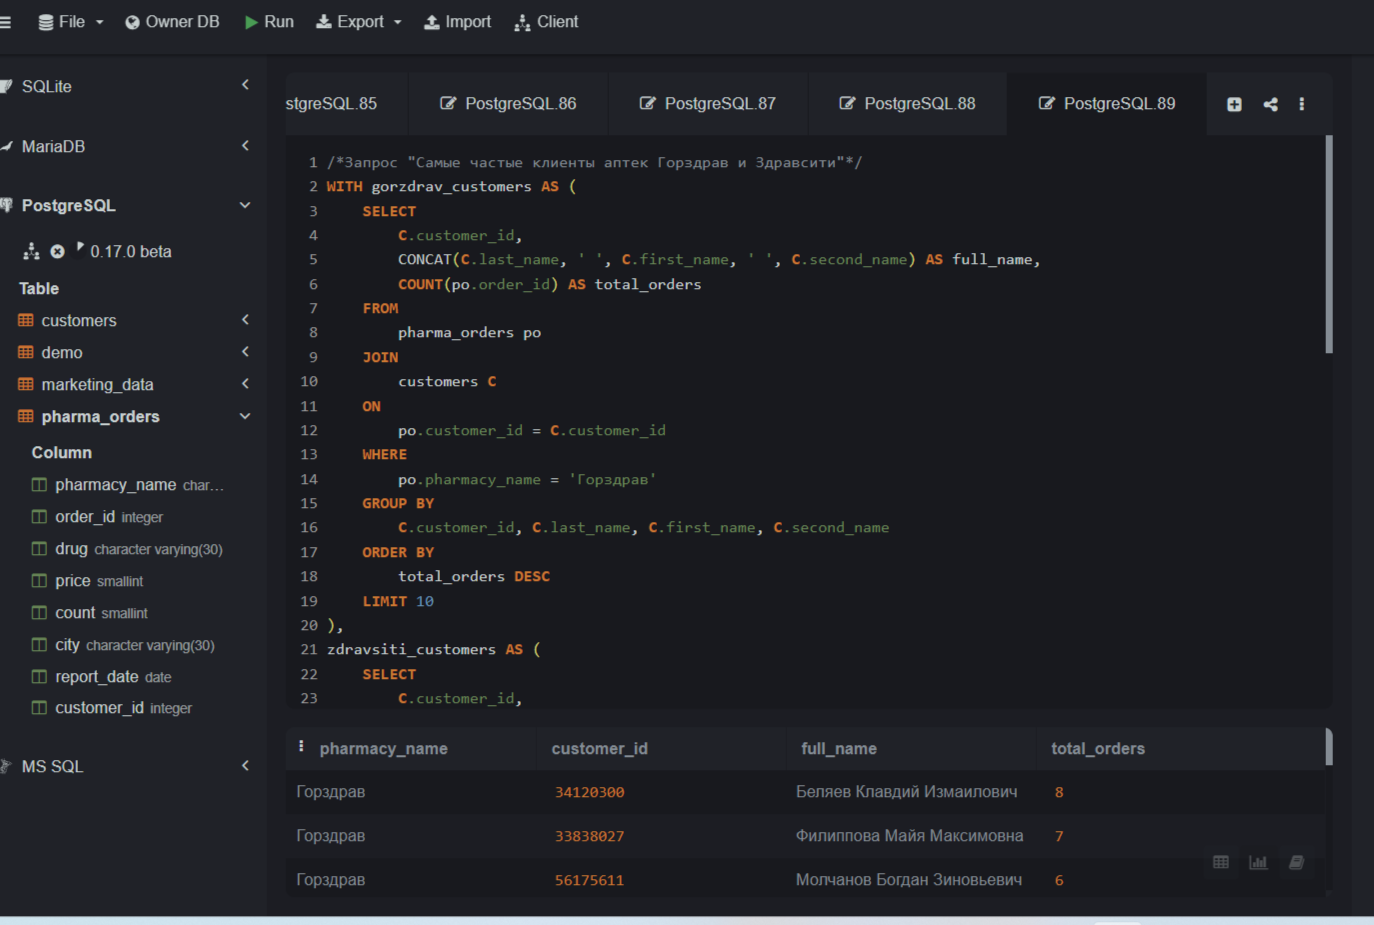 File Owner DB Run Export Import Client
SQLite
MariaDB
PostgreSQL
0.17.0 beta
Table
customers
demo
marketing_data
pharma_orders
Column
pharmacy_name char...
order_id integer
drug character varying(30)
price smallint
count smallint
city character varying(30)
report_date date
customer_id integer
MS SQL
stgreSQL.85 PostgreSQL.86 PostgreSQL.87 PostgreSQL.88 PostgreSQL.89
1 /*Запрос "Самые частые клиенты аптек Горздрав и Здравсити"*/
2 WITH gorzdrav_customers AS (
3 SELECT
4 C.customer_id,
5 CONCAT(C.last_name, ' ', C.first_name, ' ', C.second_name) AS full_name,
6 COUNT(po.order_id) AS total_orders
7 FROM
8 pharma_orders po
9 JOIN
10 customers C
11 ON
12 po.customer_id = C.customer_id
13 WHERE
14 po.pharmacy_name = 'Горздрав'
15 GROUP BY
16 C.customer_id, C.last_name, C.first_name, C.second_name
17 ORDER BY
18 total_orders DESC
19 LIMIT 10
20 ),
21 zdravsiti_customers AS (
22 SELECT
23 C.customer_id,
pharmacy_name customer_id full_name total_orders
Горздрав 34120300 Беляев Клавдий Измаилович 8
Горздрав 33838027 Филиппова Майя Максимовна 7
Горздрав 56175611 Молчанов Богдан Зиновьевич 6